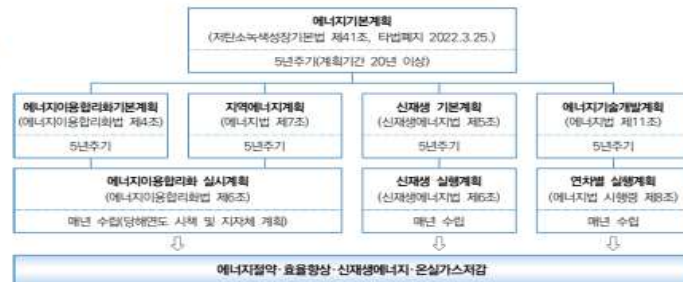 에너지기본계획
(저탄소녹색성장기본법 제41조, 타법폐지 2022.3.25.)
5년주기(계획기간 20년 이상)
에너지이용합리화기본계획
(에너지이용합리화법 제4조)
5년주기
지역에너지계획
(에너지법 제7조)
5년주기
신재생 기본계획
(신재생에너지법 제5조)
5년주기
에너지기술개발계획
(에너지법 제11조)
5년주기
에너지이용합리화 실시계획
(에너지이용합리화법 제6조)
매년 수립(당해연도 시책 및 지자체 계획)
신재생 실행계획
(신재생에너지법 제6조)
매년 수립
연차별 실행계획
(에너지법 시행령 제8조)
매년 수립
에너지절약·효율향상·신재생에너지·온실가스저감